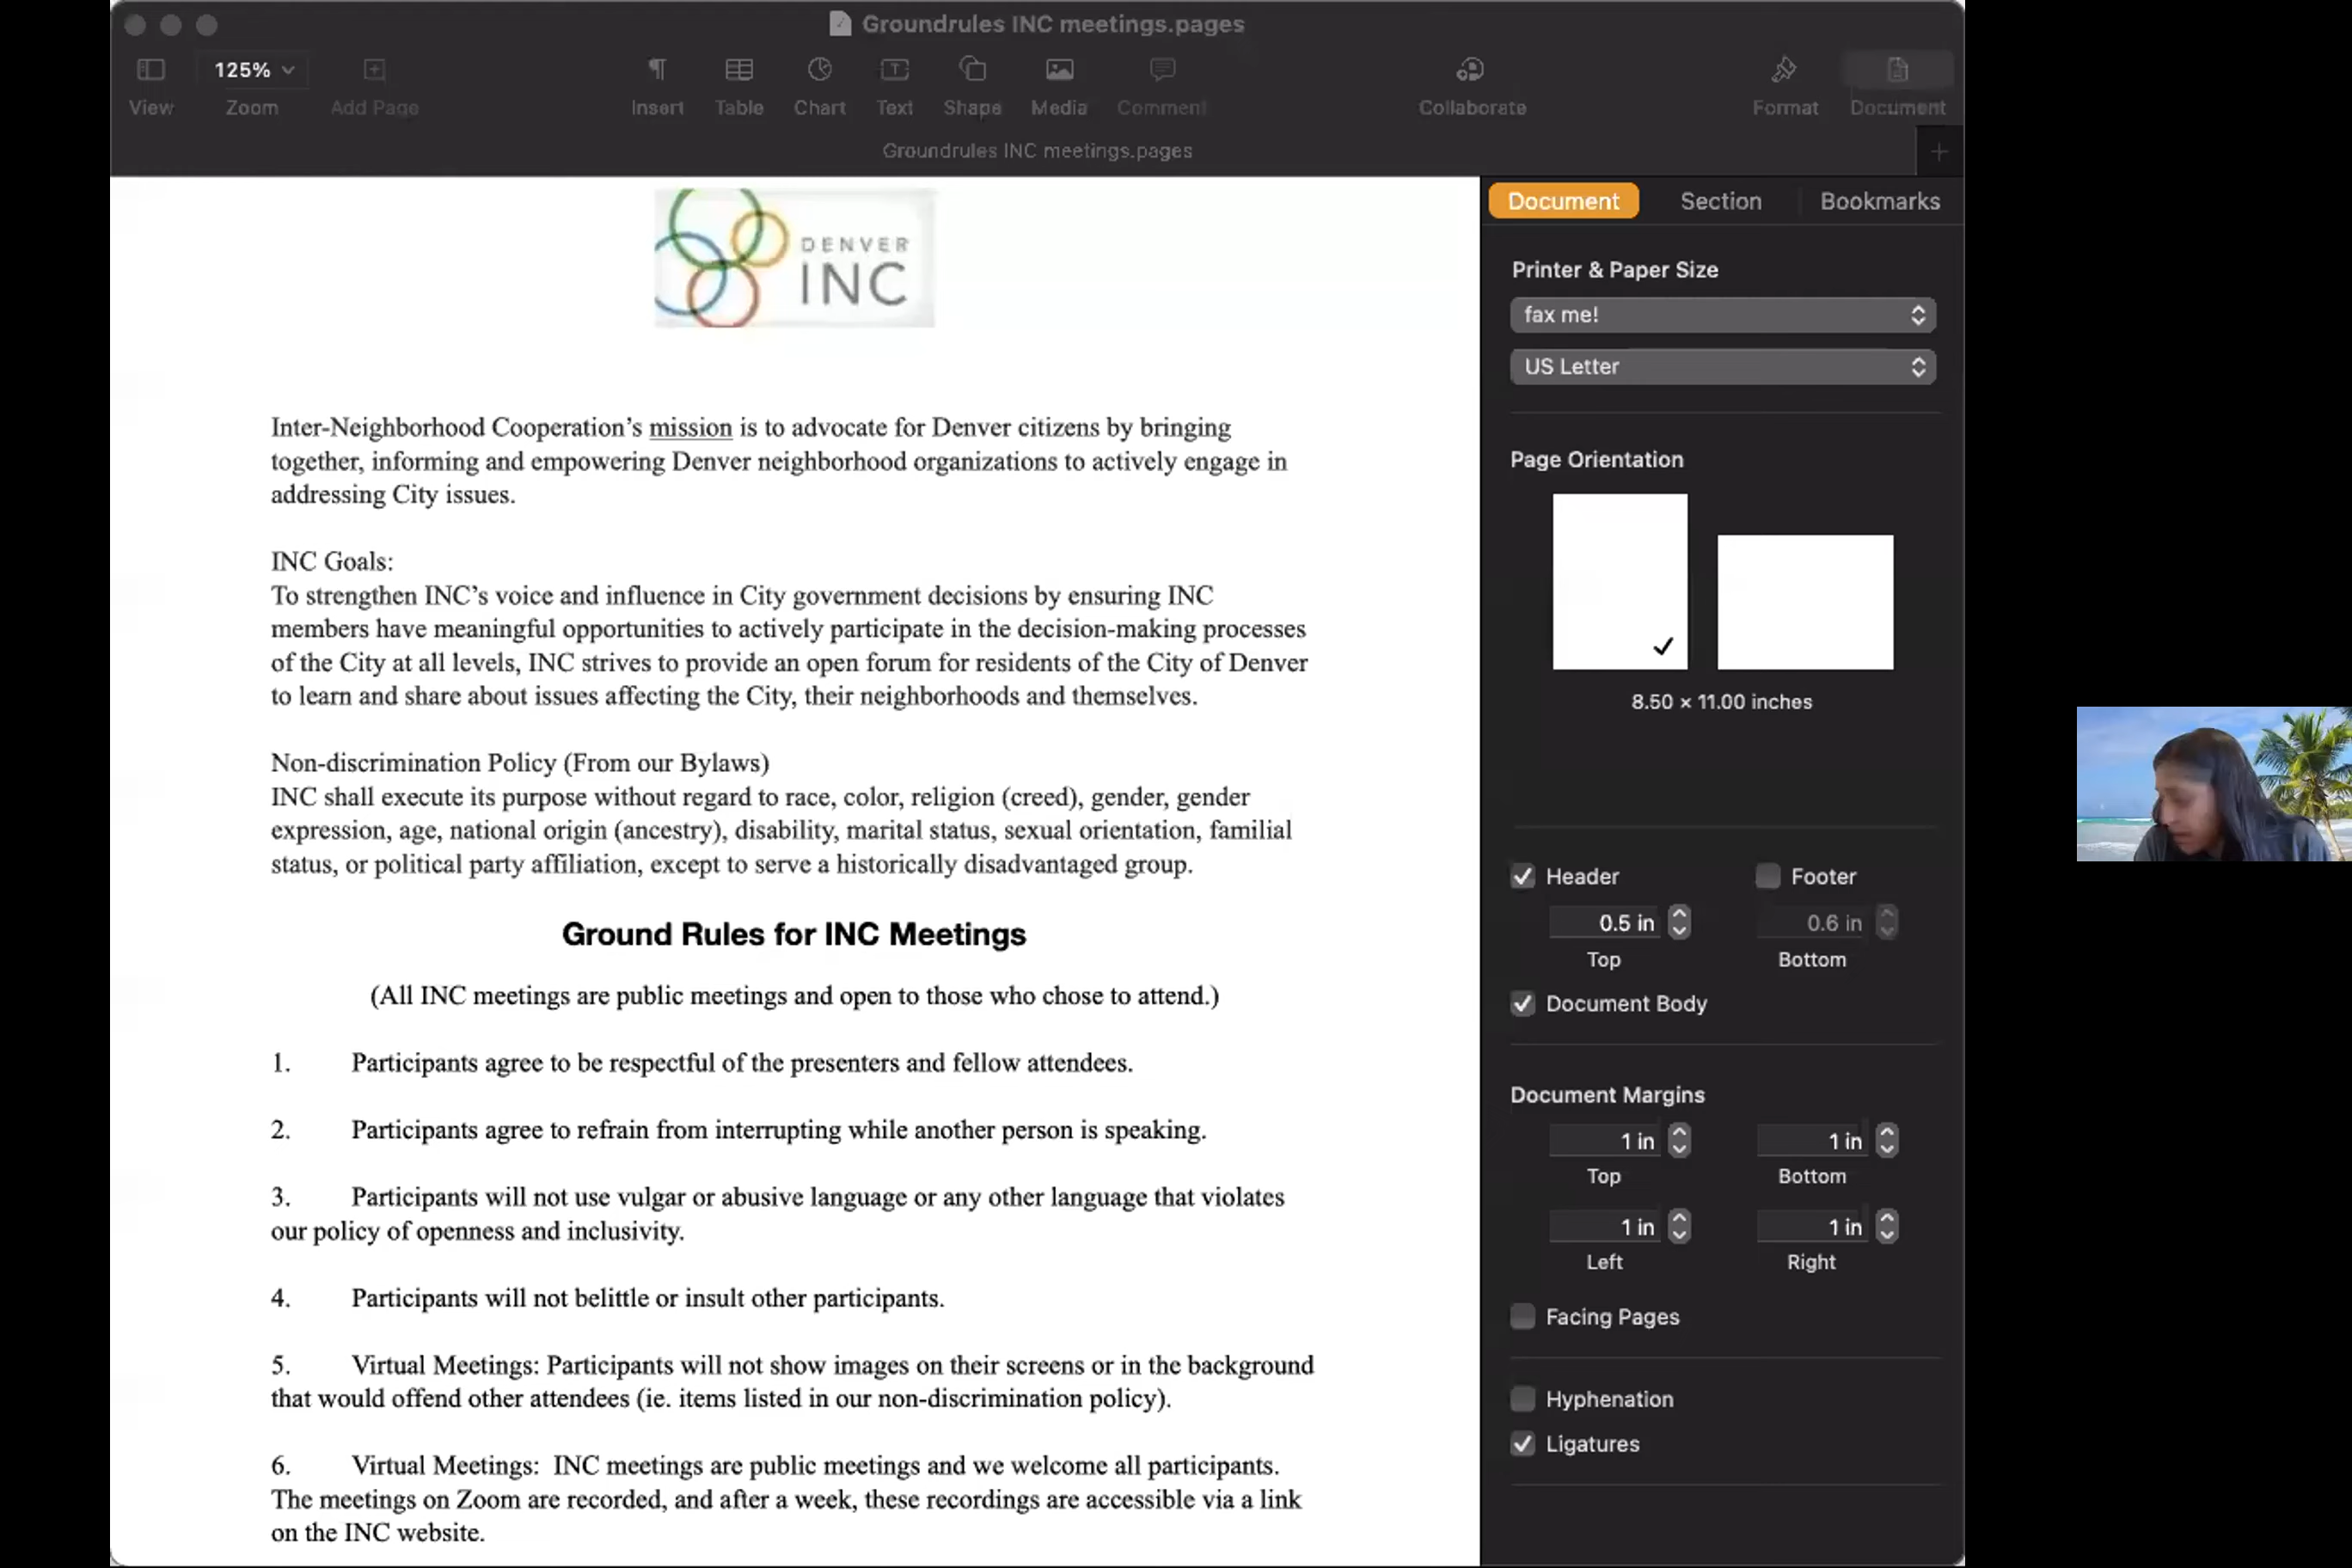 Groundrules INC meetings.pages
125%
View
Zoom
Add Page
Insert
Table
Chart
Text
Shape
Media
Comment
Collaborate
Format
Document
Groundrules INC meetings.pages
DENVER
INC
Inter-Neighborhood Cooperation’s mission is to advocate for Denver citizens by bringing
together, informing and empowering Denver neighborhood organizations to actively engage in
addressing City issues.
INC Goals:
To strengthen INC’s voice and influence in City government decisions by ensuring INC
members have meaningful opportunities to actively participate in the decision-making processes
of the City at all levels, INC strives to provide an open forum for residents of the City of Denver
to learn and share about issues affecting the City, their neighborhoods and themselves.
Non-discrimination Policy (From our Bylaws)
INC shall execute its purpose without regard to race, color, religion (creed), gender, gender
expression, age, national origin (ancestry), disability, marital status, sexual orientation, familial
status, or political party affiliation, except to serve a historically disadvantaged group.
Ground Rules for INC Meetings
(All INC meetings are public meetings and open to those who chose to attend.)
1. Participants agree to be respectful of the presenters and fellow attendees.
2. Participants agree to refrain from interrupting while another person is speaking.
3. Participants will not use vulgar or abusive language or any other language that violates
our policy of openness and inclusivity.
4. Participants will not belittle or insult other participants.
5. Virtual Meetings: Participants will not show images on their screens or in the background
that would offend other attendees (ie. items listed in our non-discrimination policy).
6. Virtual Meetings: INC meetings are public meetings and we welcome all participants.
The meetings on Zoom are recorded, and after a week, these recordings are accessible via a link
on the INC website.
Document
Section
Bookmarks
Printer & Paper Size
fax me!
US Letter
Page Orientation
8.50 × 11.00 inches
Header
Footer
0.5 in
0.6 in
Top
Bottom
Document Body
Document Margins
1 in
1 in
Top
Bottom
1 in
1 in
Left
Right
Facing Pages
Hyphenation
Ligatures